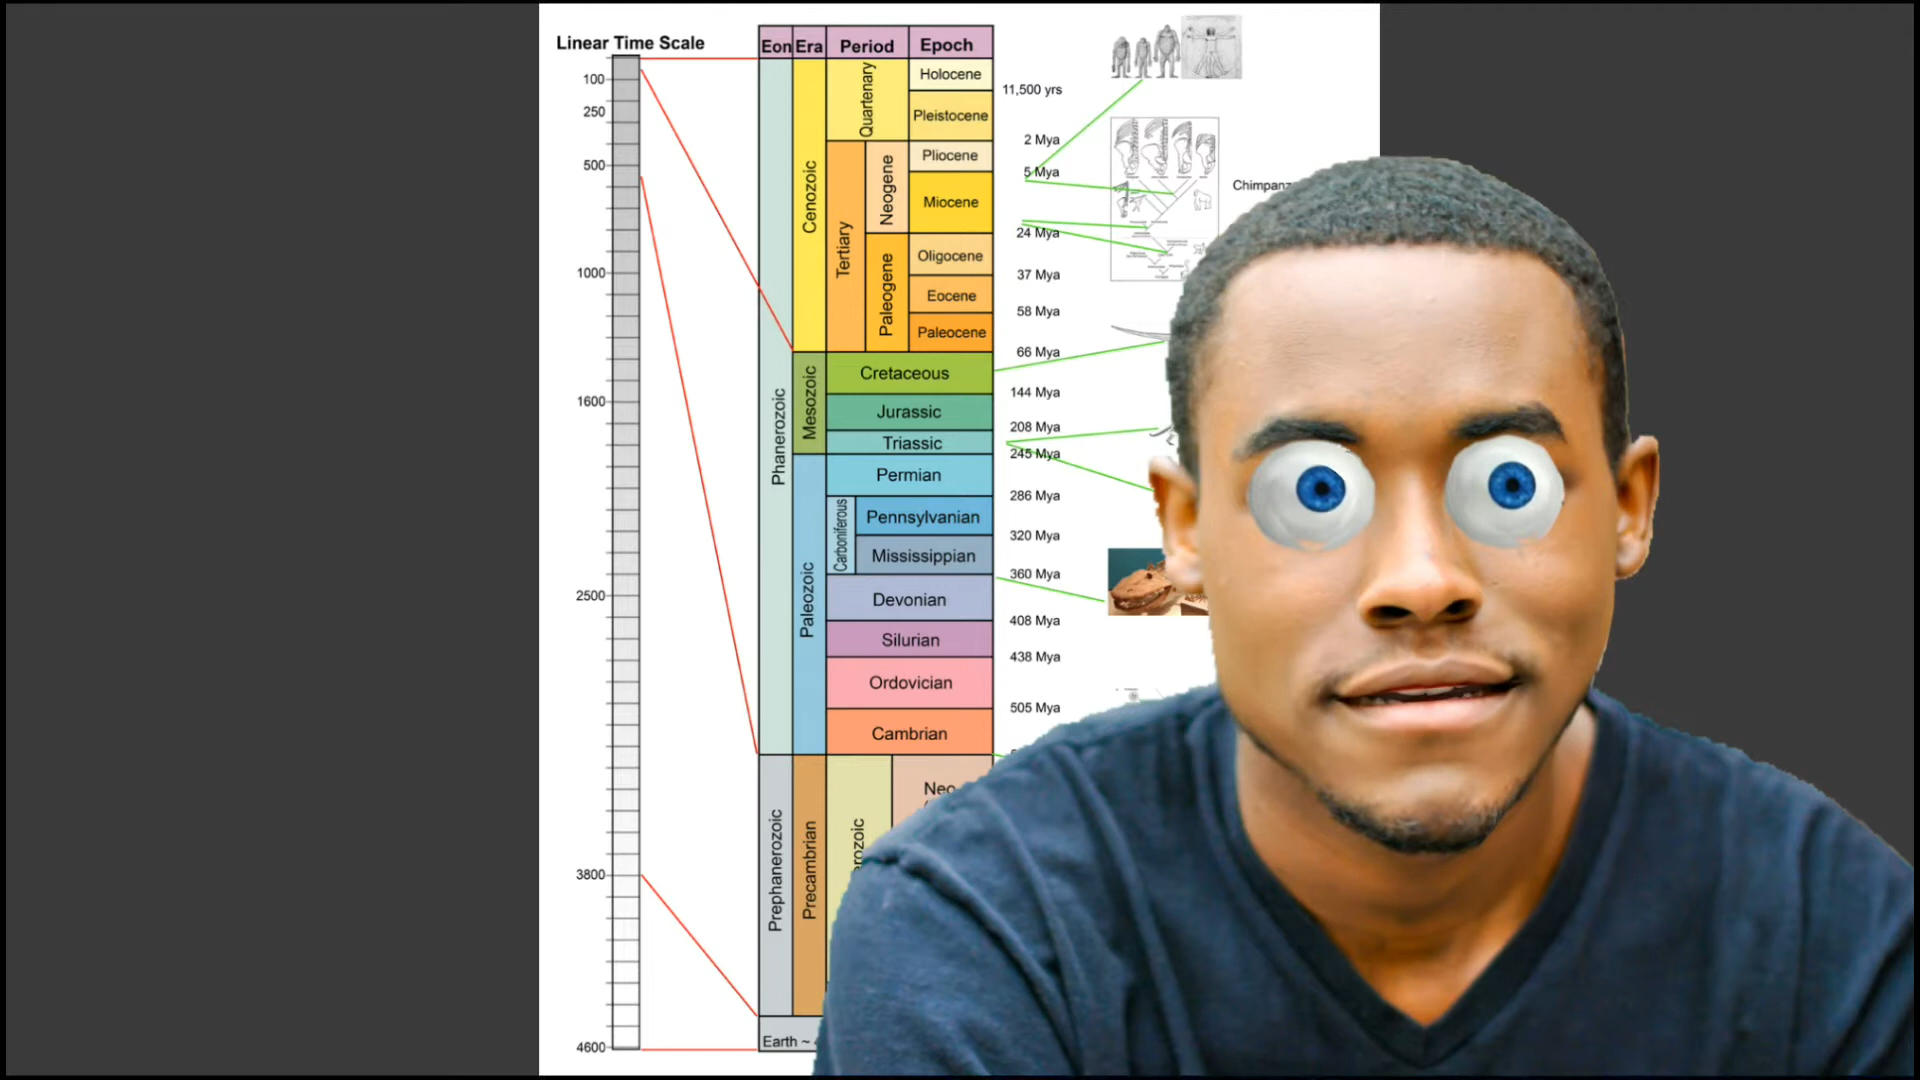 Linear Time Scale
100
250
500
1000
1600
2500
3800
4600
Eon Era Period Epoch
Phanerozoic
Prephanerozoic
Cenozoic
Mesozoic
Paleozoic
Precambrian
Quartenary
Tertiary
Neogene
Paleogene
Holocene
Pleistocene
Pliocene
Miocene
Oligocene
Eocene
Paleocene
Cretaceous
Jurassic
Triassic
Permian
Carboniferous
Pennsylvanian
Mississippian
Devonian
Silurian
Ordovician
Cambrian
Neo
erozoic
Earth ~
11,500 yrs
2 Mya
5 Mya
24 Mya
37 Mya
58 Mya
66 Mya
144 Mya
208 Mya
245 Mya
286 Mya
320 Mya
360 Mya
408 Mya
438 Mya
505 Mya
Chimpanz